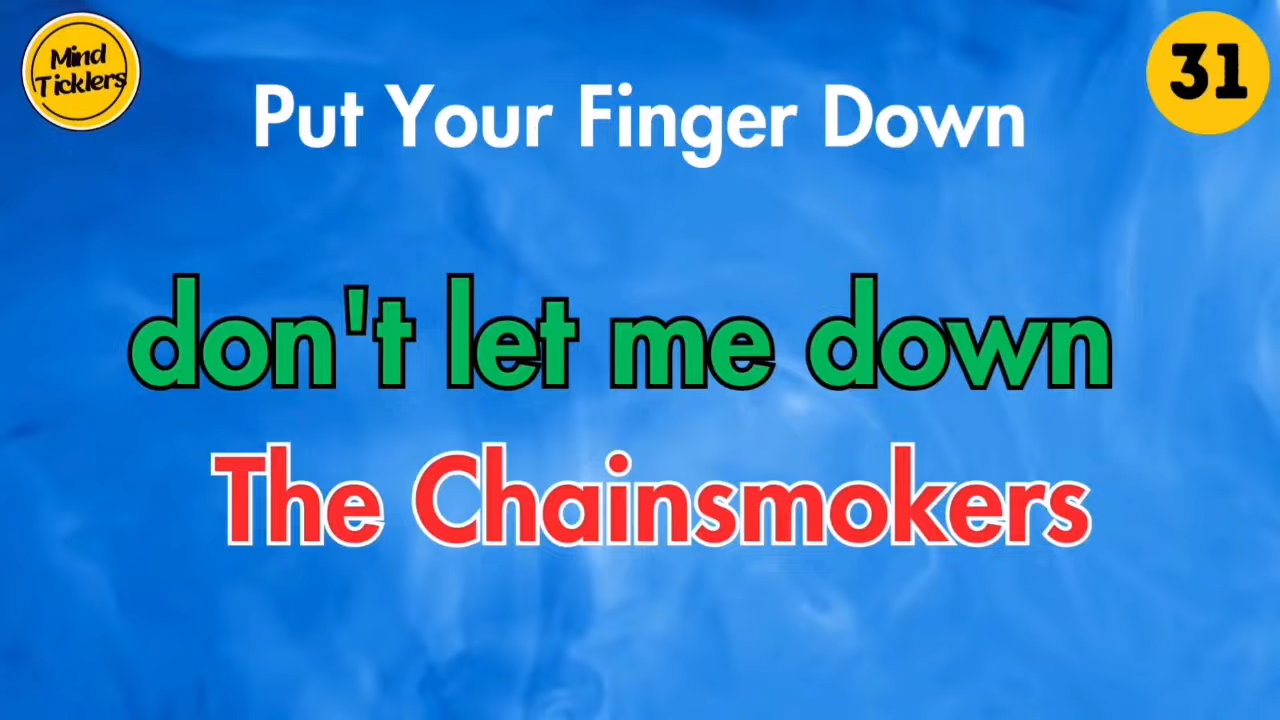 Mind
Ticklers
31
Put Your Finger Down
don't let me down
The Chainsmokers